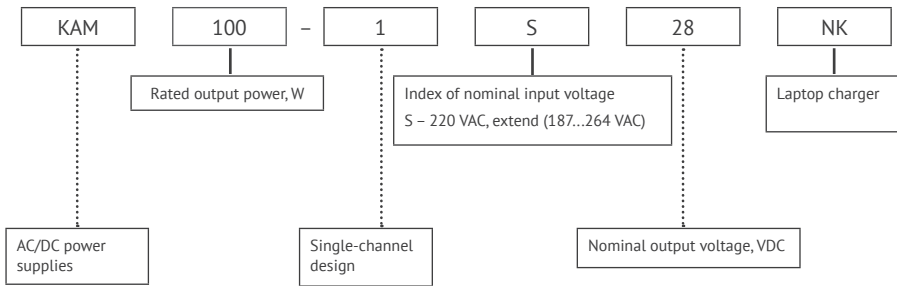 KAM 100 – 1 S 28 NK
Rated output power, W
Index of nominal input voltage
S – 220 VAC, extend (187...264 VAC)
Laptop charger
AC/DC power
supplies
Single-channel
design
Nominal output voltage, VDC